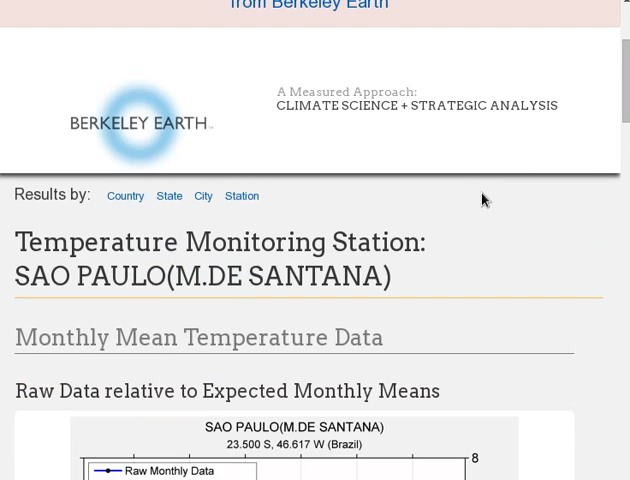 from Berkeley Earth
A Measured Approach:
CLIMATE SCIENCE + STRATEGIC ANALYSIS
BERKELEY EARTH™
Results by: Country State City Station
Temperature Monitoring Station:
SAO PAULO(M.DE SANTANA)
Monthly Mean Temperature Data
Raw Data relative to Expected Monthly Means
SAO PAULO(M.DE SANTANA)
23.500 S, 46.617 W (Brazil)
8
Raw Monthly Data